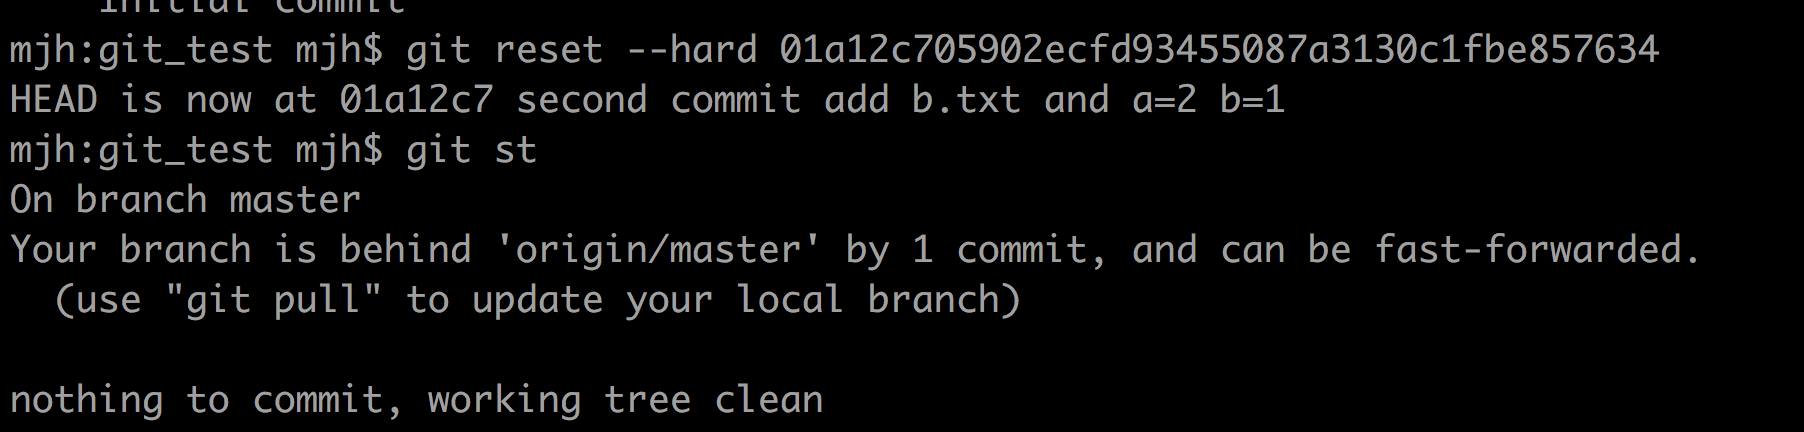 initial commit
mjh:git_test mjh$ git reset --hard 01a12c705902ecfd93455087a3130c1fbe857634
HEAD is now at 01a12c7 second commit add b.txt and a=2 b=1
mjh:git_test mjh$ git st
On branch master
Your branch is behind 'origin/master' by 1 commit, and can be fast-forwarded.
  (use "git pull" to update your local branch)

nothing to commit, working tree clean